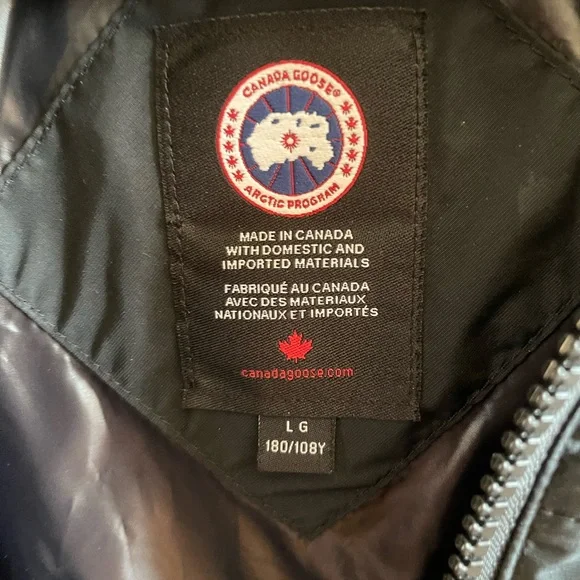 CANADA GOOSE®
ARCTIC PROGRAM
MADE IN CANADA
WITH DOMESTIC AND
IMPORTED MATERIALS
FABRIQUÉ AU CANADA
AVEC DES MATERIAUX
NATIONAUX ET IMPORTÉS
canadagoose.com
L G
180/108Y